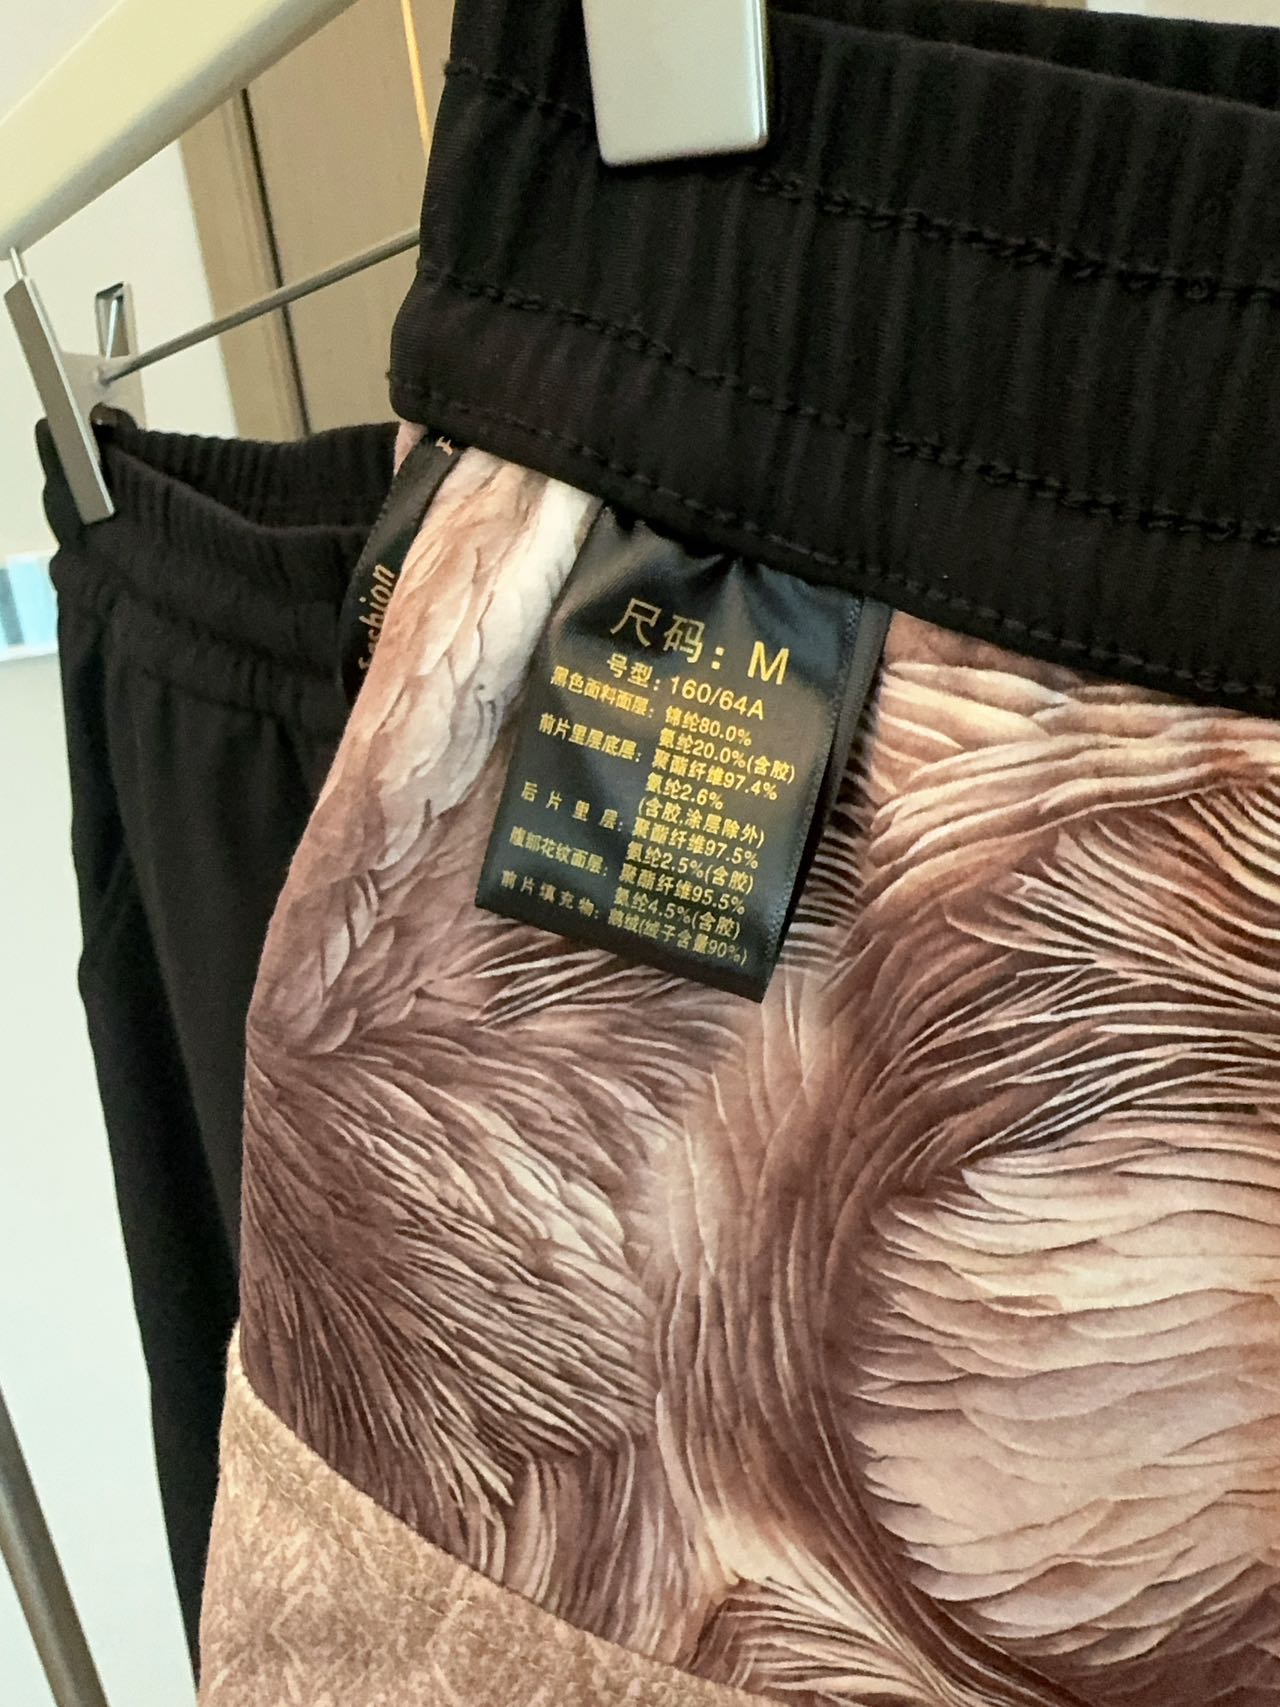 fashion
尺码：M
号型：160/64A
黑色面料面层：锦纶80.0%
氨纶20.0%(含胶)
前片里层底层：聚酯纤维97.4%
氨纶2.6%
(含胶,涂层除外)
后片里层：聚酯纤维97.5%
氨纶2.5%(含胶)
腹部花纹面层：聚酯纤维95.5%
氨纶4.5%(含胶)
前片填充物：鹅绒(绒子含量90%)